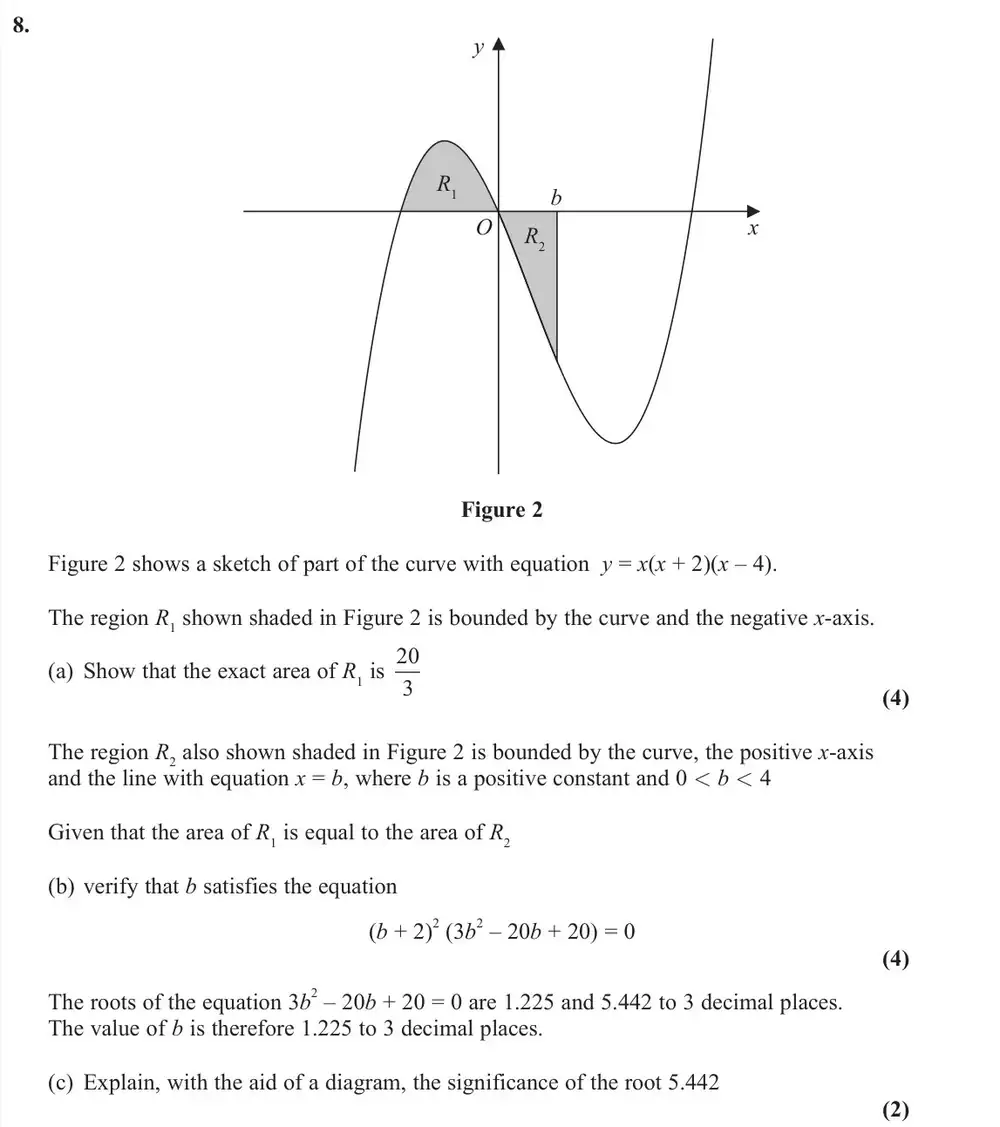 8.
y
R₁
b
O
R₂
x
Figure 2
Figure 2 shows a sketch of part of the curve with equation y = x(x + 2)(x – 4).
The region R₁ shown shaded in Figure 2 is bounded by the curve and the negative x-axis.
(a) Show that the exact area of R₁ is 20/3
(4)
The region R₂ also shown shaded in Figure 2 is bounded by the curve, the positive x-axis
and the line with equation x = b, where b is a positive constant and 0 < b < 4
Given that the area of R₁ is equal to the area of R₂
(b) verify that b satisfies the equation
(b + 2)² (3b² – 20b + 20) = 0
(4)
The roots of the equation 3b² – 20b + 20 = 0 are 1.225 and 5.442 to 3 decimal places.
The value of b is therefore 1.225 to 3 decimal places.
(c) Explain, with the aid of a diagram, the significance of the root 5.442
(2)